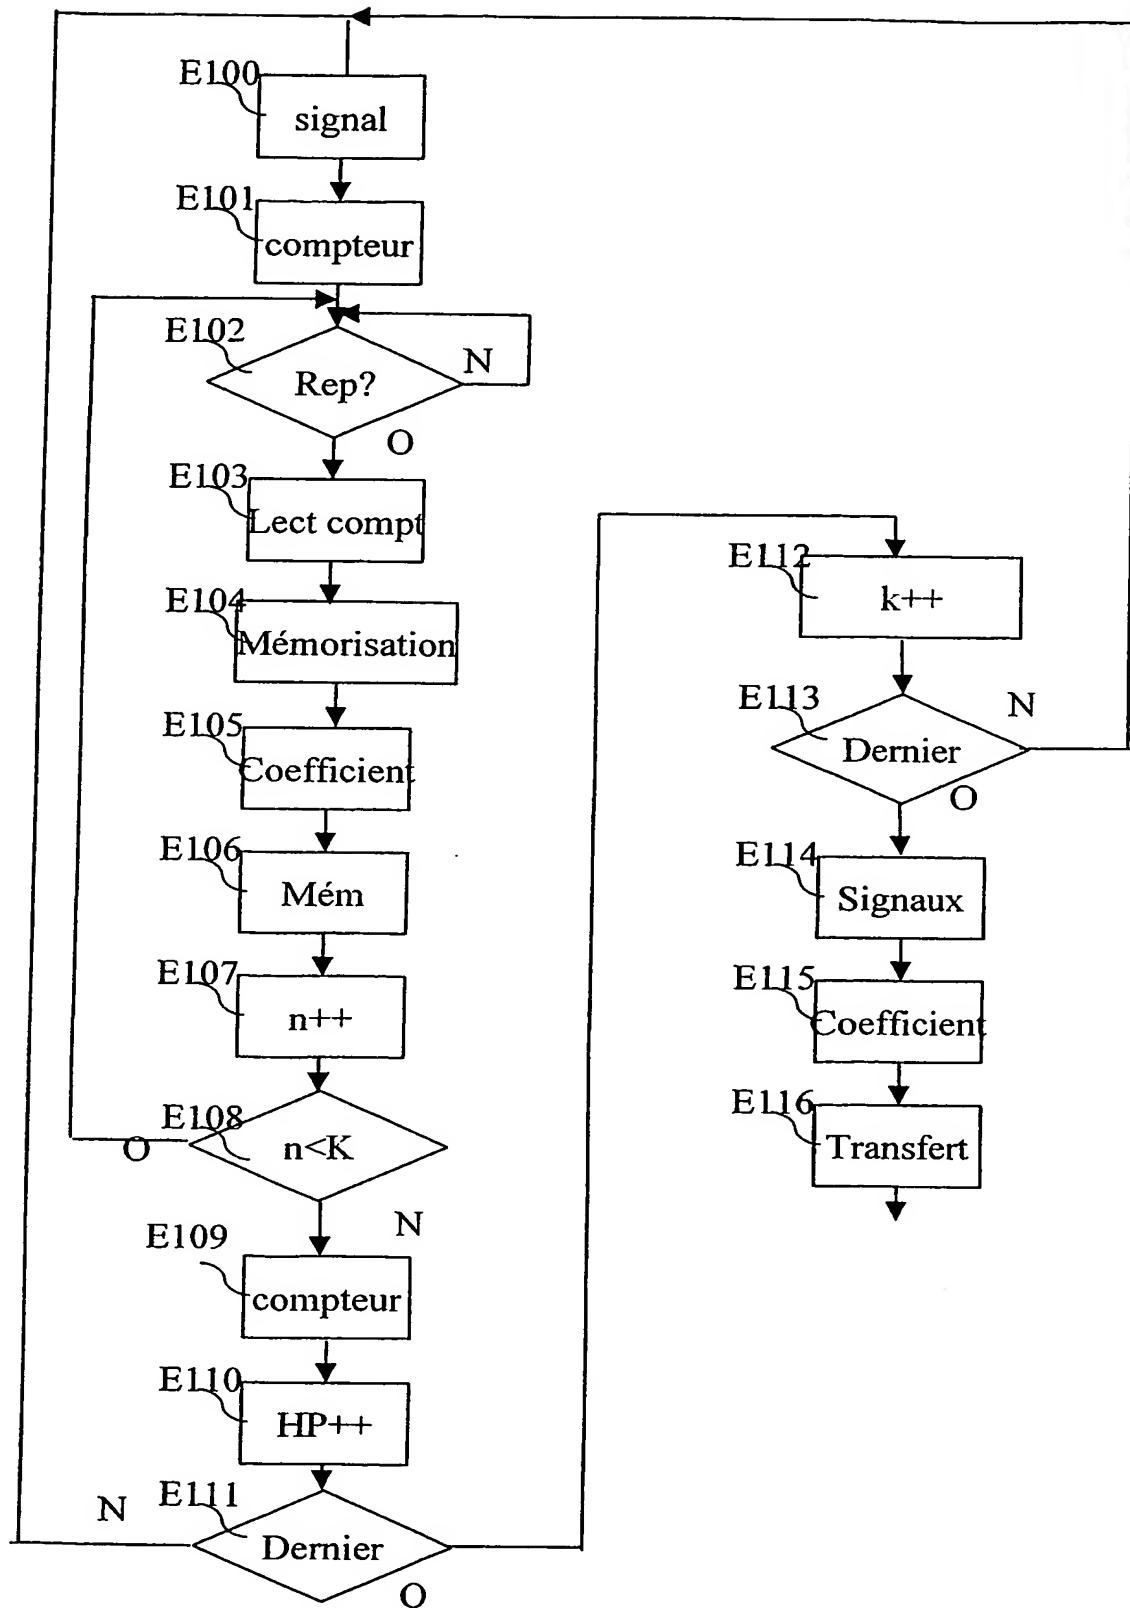 E100
signal
E101
compteur
E102
Rep?
N
O
E103
Lect compt
E104
Mémorisation
E105
Coefficient
E106
Mém
E107
n++
E108
n<K
O
N
E109
compteur
E110
HP++
E111
N
Dernier
O
E112
k++
E113
N
Dernier
O
E114
Signaux
E115
Coefficient
E116
Transfert